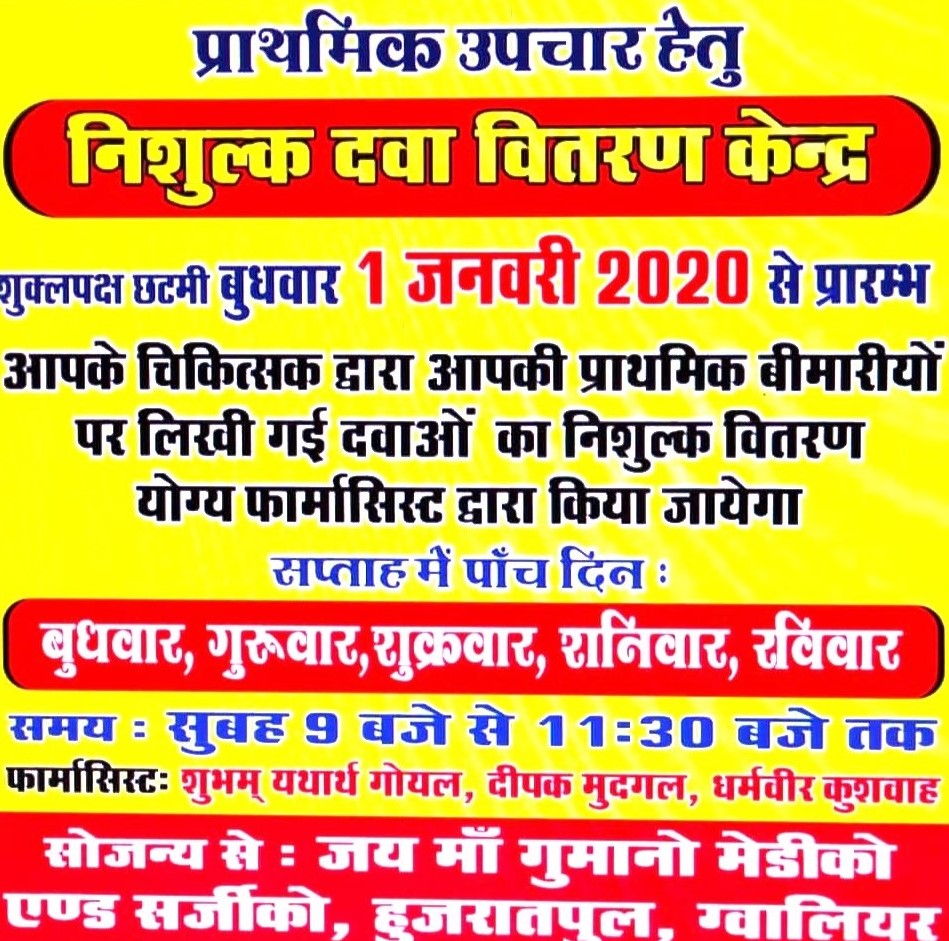 प्राथमिक उपचार हेतु
निशुल्क दवा वितरण केन्द्र
शुक्लपक्ष छटमी बुधवार 1 जनवरी 2020 से प्रारम्भ
आपके चिकित्सक द्वारा आपकी प्राथमिक बीमारीयों
पर लिखी गई दवाओं का निशुल्क वितरण
योग्य फार्मासिस्ट द्वारा किया जायेगा
सप्ताह में पाँच दिन :
बुधवार, गुरूवार,शुक्रवार, शनिवार, रविवार
समय : सुबह 9 बजे से 11:30 बजे तक
फार्मासिस्ट: शुभम् यथार्थ गोयल, दीपक मुदगल, धर्मवीर कुशवाह
सोजन्य से : जय माँ गुमानो मेडीको
एण्ड सर्जीको, हुजरातपुल, ग्वालियर